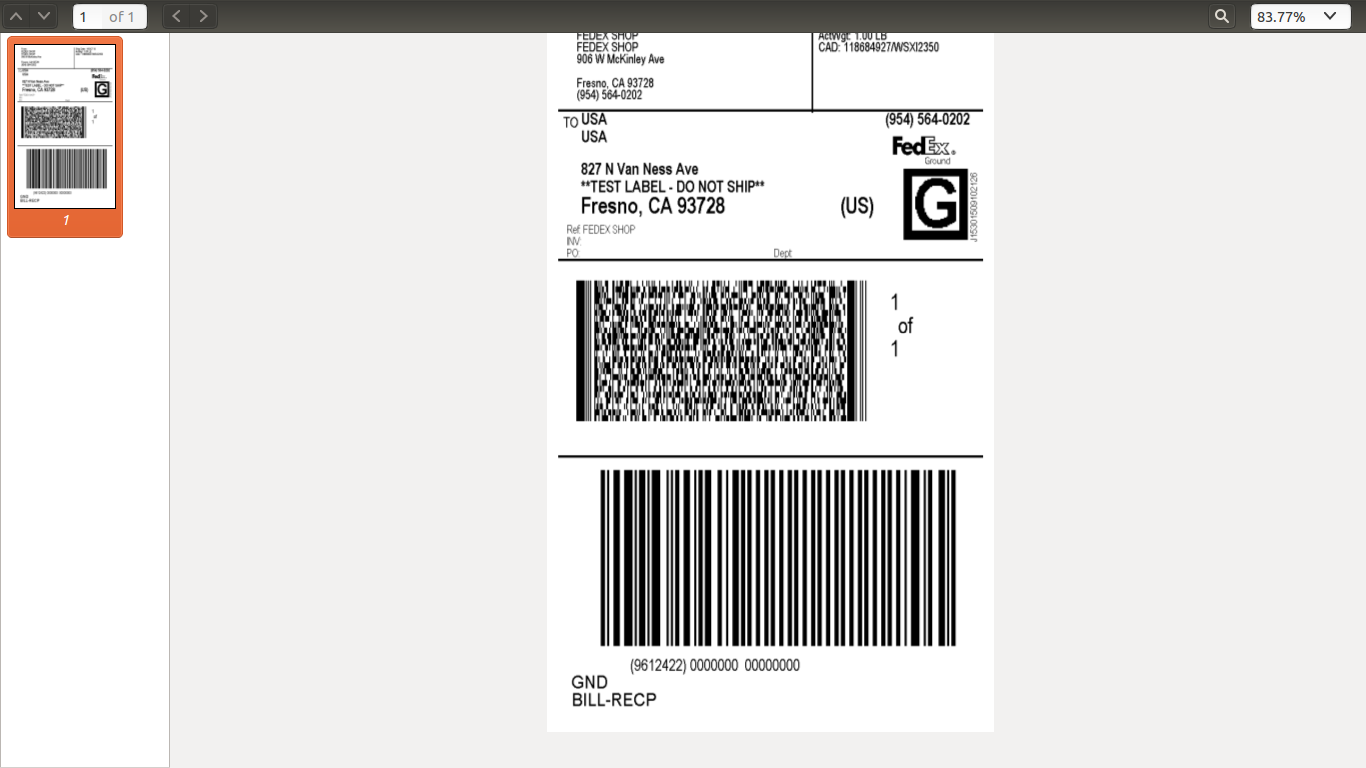 1 of 1
83.77%
1
FEDEX SHOP
FEDEX SHOP
906 W McKinley Ave
Fresno, CA 93728
(954) 564-0202
ActWgt: 1.00 LB
CAD: 118684927/WSXI2350
TO USA
USA
(954) 564-0202
827 N Van Ness Ave
**TEST LABEL - DO NOT SHIP**
Fresno, CA 93728
(US)
FedEx
Ground
G
J15301509102126
Ref: FEDEX SHOP
INV:
PO:
Dept:
1
of
1
(9612422) 0000000 00000000
GND
BILL-RECP